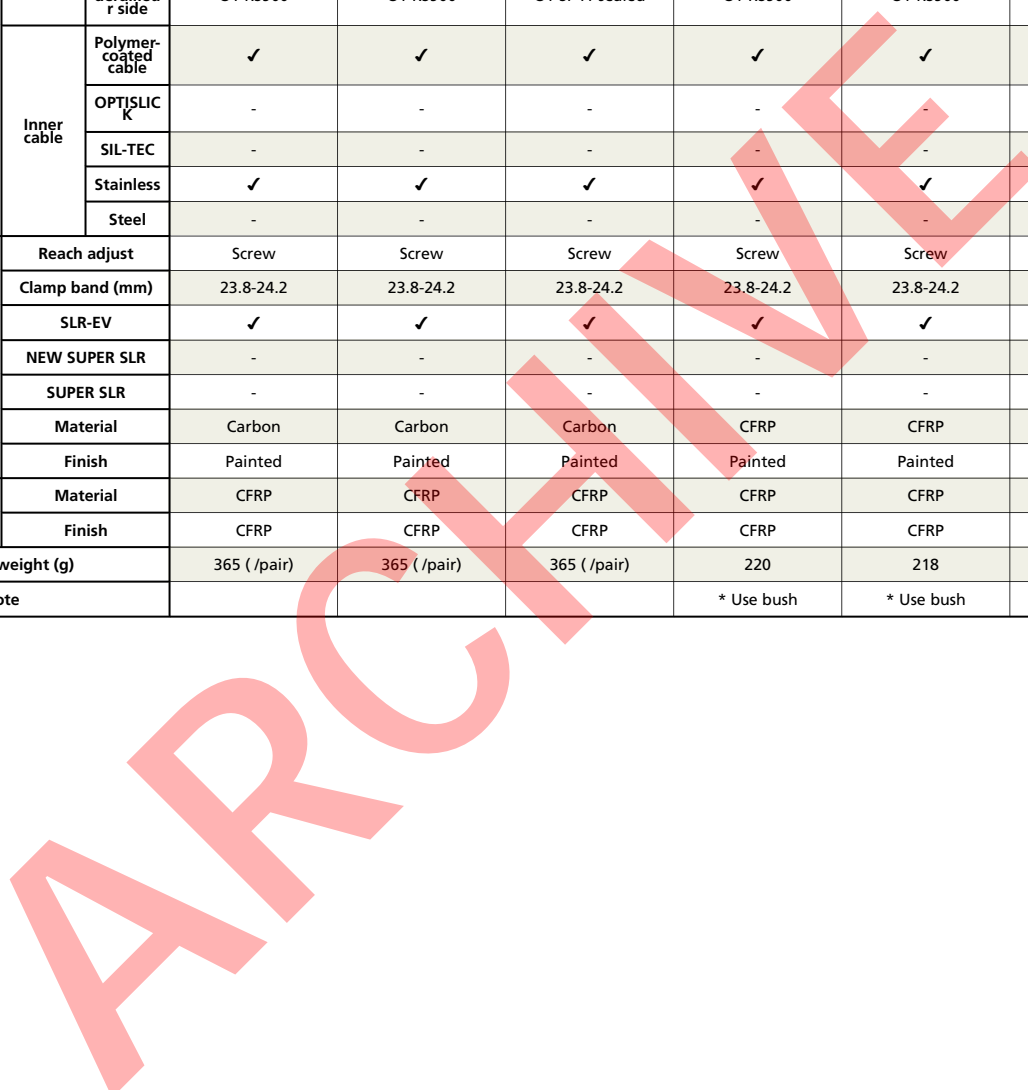 r side
Polymer-
coated
cable
✓ ✓ ✓ ✓ ✓
Inner
cable
OPTISLIC
K
- - - - -
SIL-TEC - - - - -
Stainless ✓ ✓ ✓ ✓ ✓
Steel - - - - -
Reach adjust Screw Screw Screw Screw Screw
Clamp band (mm) 23.8-24.2 23.8-24.2 23.8-24.2 23.8-24.2 23.8-24.2
SLR-EV ✓ ✓ ✓ ✓ ✓
NEW SUPER SLR - - - - -
SUPER SLR - - - - -
Material Carbon Carbon Carbon CFRP CFRP
Finish Painted Painted Painted Painted Painted
Material CFRP CFRP CFRP CFRP CFRP
Finish CFRP CFRP CFRP CFRP CFRP
weight (g) 365 ( /pair) 365 ( /pair) 365 ( /pair) 220 218
ote * Use bush * Use bush
ARCHIVE